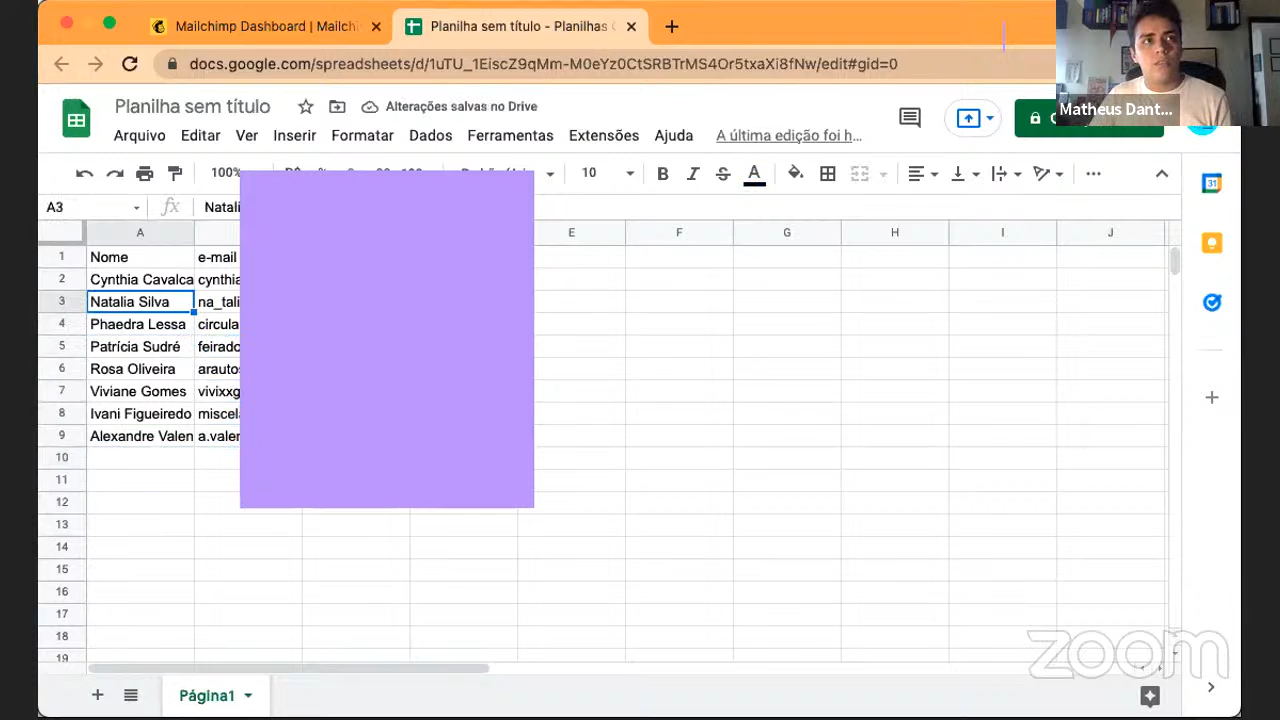 Mailchimp Dashboard | Mailchi
Planilha sem título - Planilhas
docs.google.com/spreadsheets/d/1uTU_1EiscZ9qMm-M0eYz0CtSRBTrMS4Or5txaXi8fNw/edit#gid=0
Matheus Dant...
Planilha sem título
Alterações salvas no Drive
Arquivo Editar Ver Inserir Formatar Dados Ferramentas Extensões Ajuda A última edição foi h...
100% 10 B I S A
31
A3 fx Natali
A E F G H I J
1 Nome e-mail
2 Cynthia Cavalca cynthia
3 Natalia Silva na_tali
4 Phaedra Lessa circula
5 Patrícia Sudré feirado
6 Rosa Oliveira arautos
7 Viviane Gomes vivixxg
8 Ivani Figueiredo miscela
9 Alexandre Valen a.valer
10
11
12
13
14
15
16
17
18
19
zoom
Página1